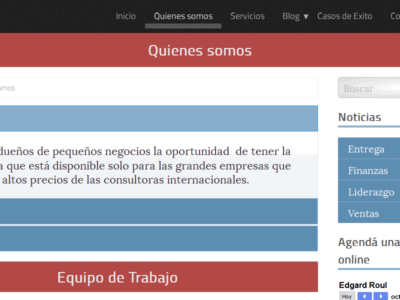 Inicio Quienes somos Servicios Blog ▼ Casos de Exito Co
Quienes somos
omos
Buscar
Noticias
dueños de pequeños negocios la oportunidad de tener la
a que está disponible solo para las grandes empresas que
altos precios de las consultoras internacionales.
Entrega
Finanzas
Liderazgo
Ventas
Equipo de Trabajo
Agendá una
online
Edgard Roul
Hoy oct